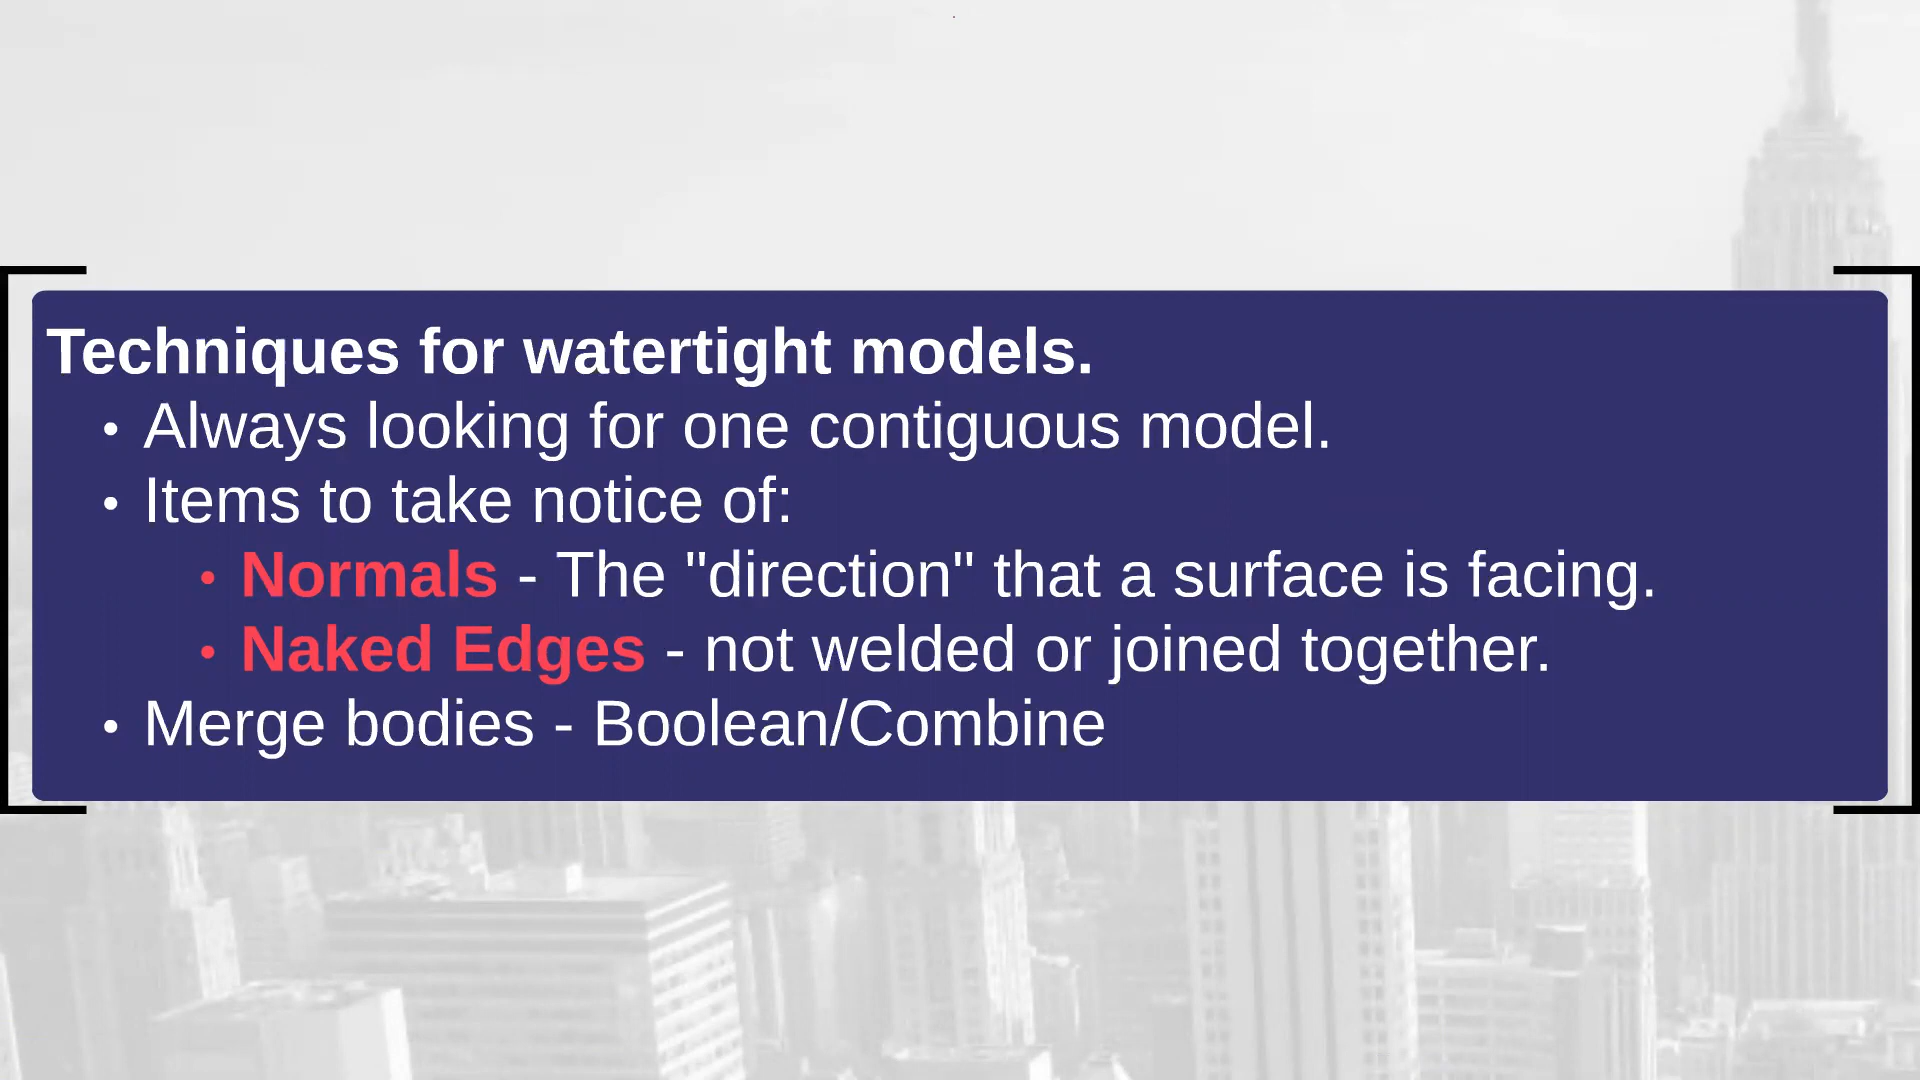 Techniques for watertight models.
• Always looking for one contiguous model.
• Items to take notice of:
• Normals - The "direction" that a surface is facing.
• Naked Edges - not welded or joined together.
• Merge bodies - Boolean/Combine